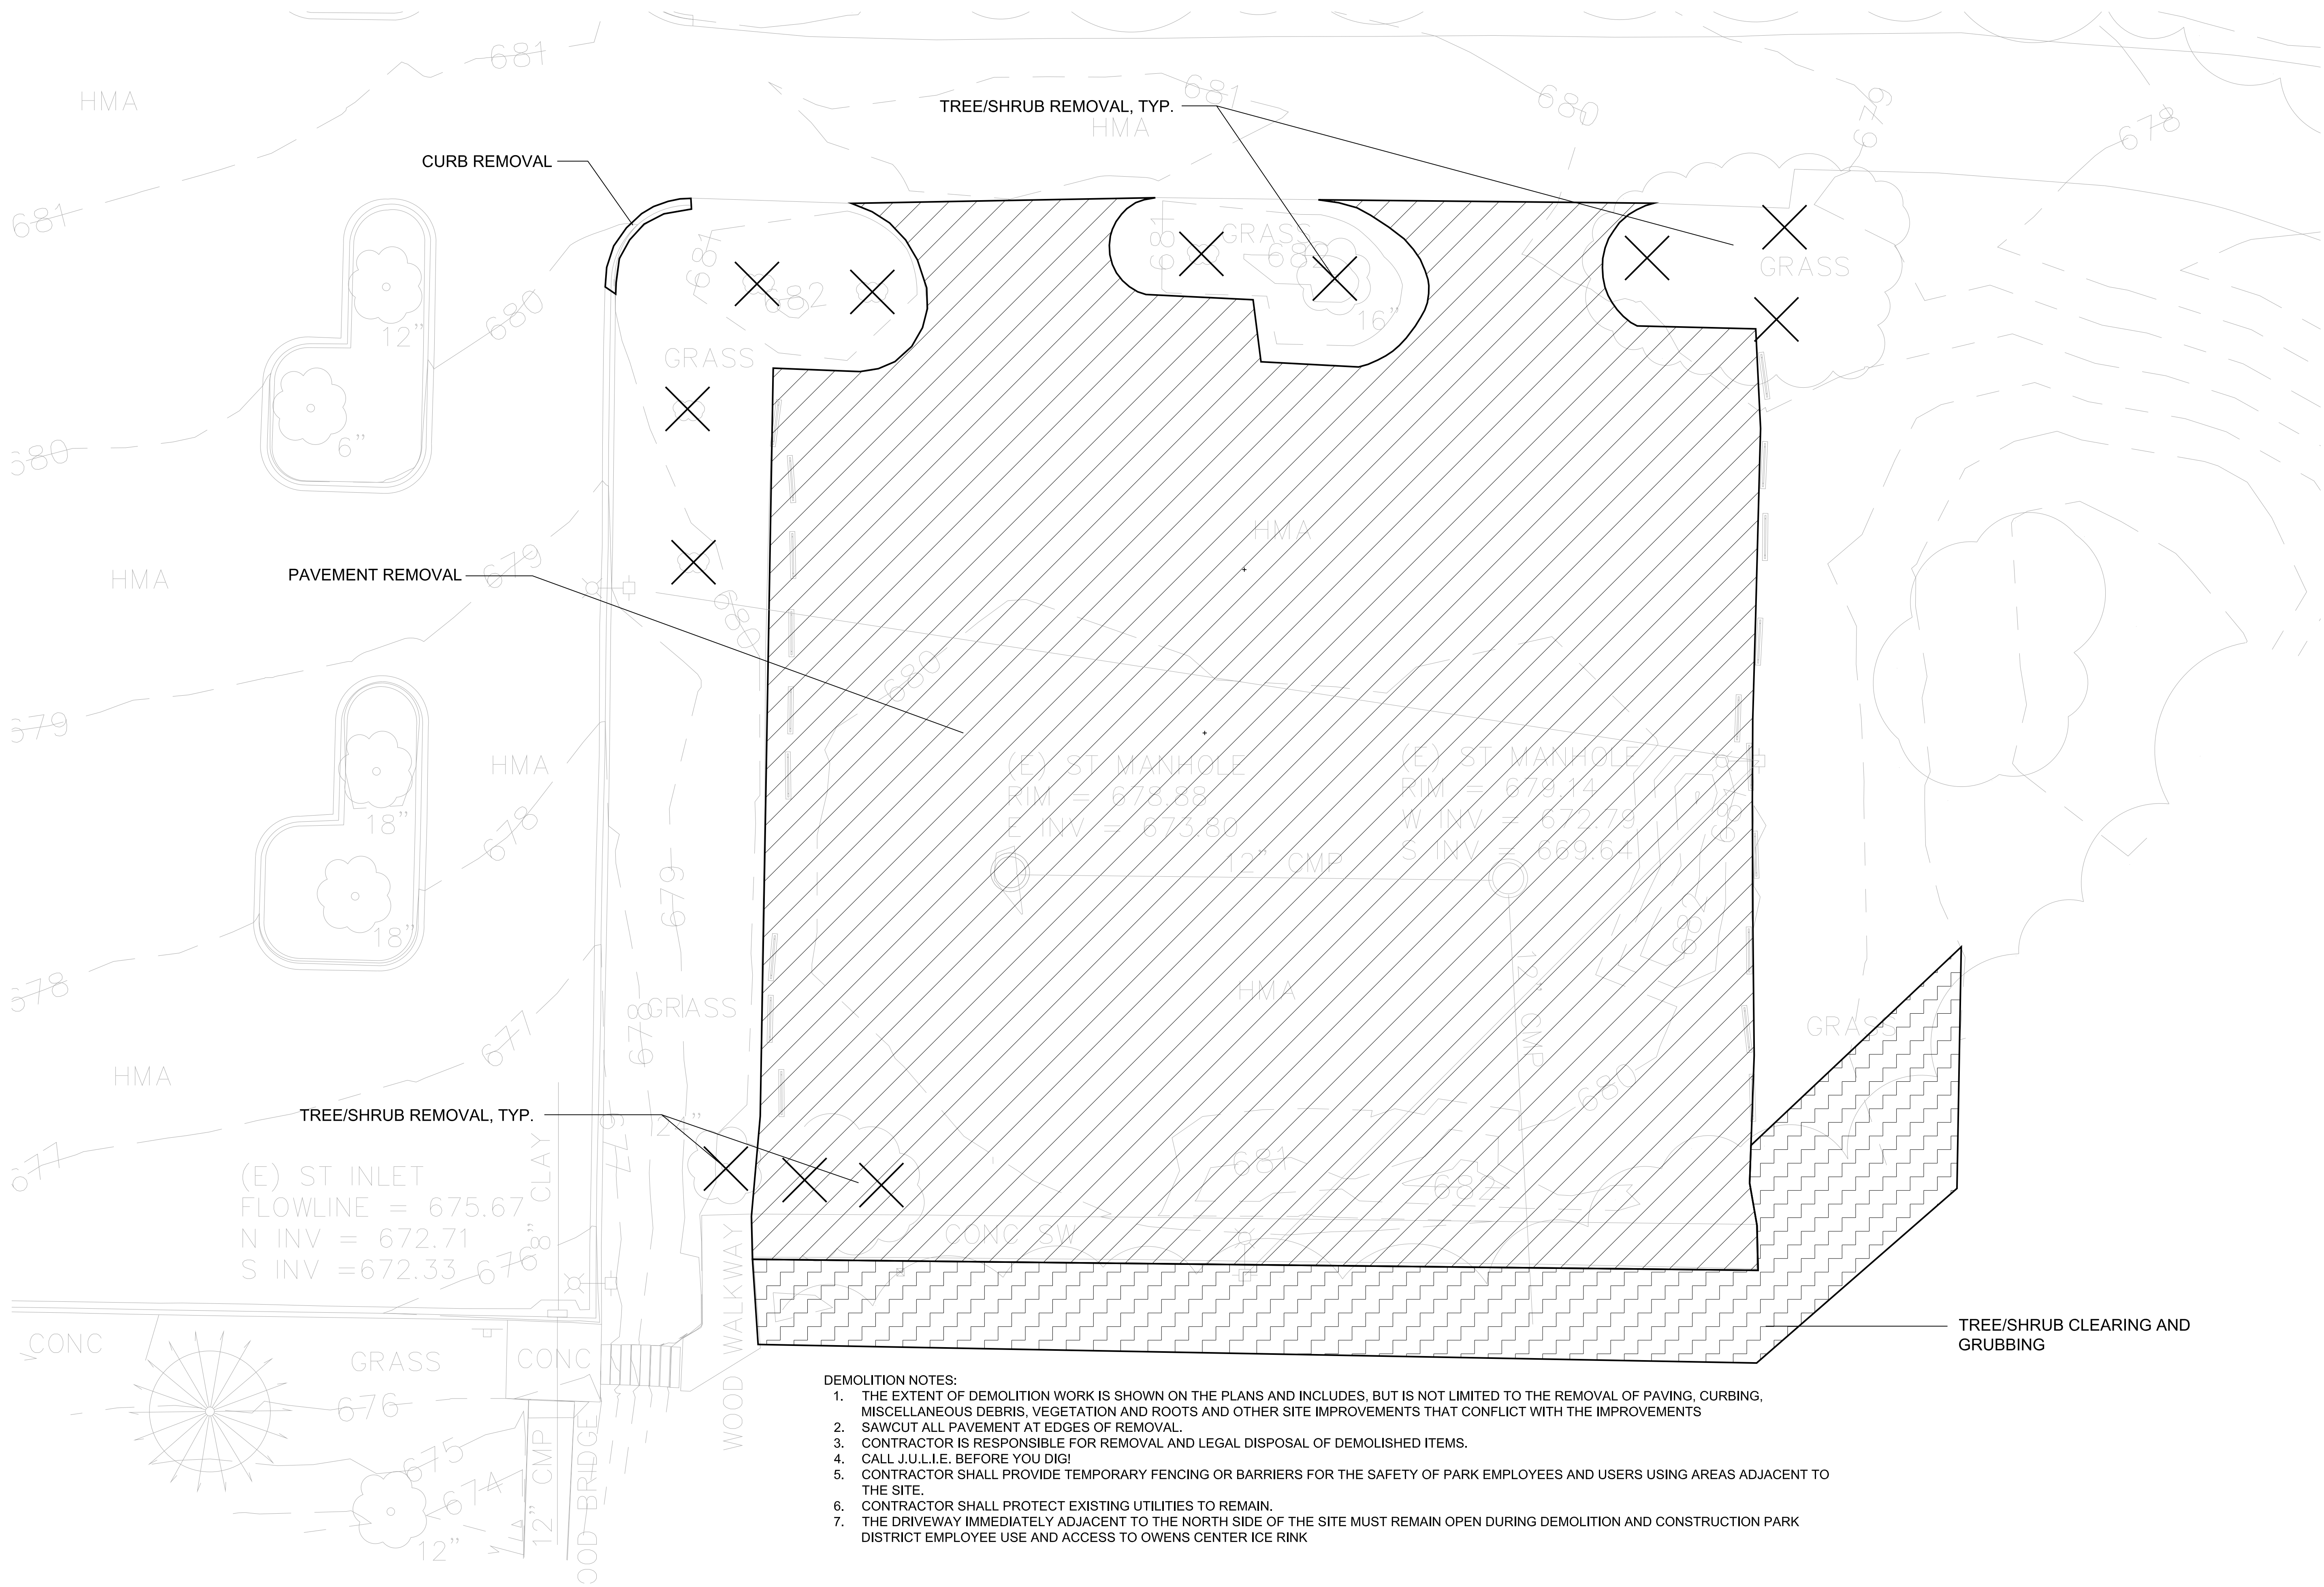 681
HMA
TREE/SHRUB REMOVAL, TYP.
681
680
679
678
HMA
CURB REMOVAL
681
681
682
681
GRASS
682
16"
GRASS
12"
680
GRASS
6"
680
HMA
PAVEMENT REMOVAL
679
HMA
680
680
679
HMA
(E) ST MANHOLE
RIM = 678.88
E INV = 673.80
(E) ST MANHOLE
RIM = 679.14
W INV = 672.79
S INV = 669.64
18"
678
12" CMP
679
18"
682
678
GRASS
678
HMA
12" CMP
GRASS
677
HMA
680
TREE/SHRUB REMOVAL, TYP.
12"
677
677
681
682
(E) ST INLET
FLOWLINE = 675.67
N INV = 672.71
S INV =672.33
8" CLAY
676
CONC SW
WOOD WALKWAY
CONC
GRASS
CONC
TREE/SHRUB CLEARING AND
GRUBBING
676
675
674
12" CMP
OOD BRIDGE
12"
DEMOLITION NOTES:
1. THE EXTENT OF DEMOLITION WORK IS SHOWN ON THE PLANS AND INCLUDES, BUT IS NOT LIMITED TO THE REMOVAL OF PAVING, CURBING,
MISCELLANEOUS DEBRIS, VEGETATION AND ROOTS AND OTHER SITE IMPROVEMENTS THAT CONFLICT WITH THE IMPROVEMENTS
2. SAWCUT ALL PAVEMENT AT EDGES OF REMOVAL.
3. CONTRACTOR IS RESPONSIBLE FOR REMOVAL AND LEGAL DISPOSAL OF DEMOLISHED ITEMS.
4. CALL J.U.L.I.E. BEFORE YOU DIG!
5. CONTRACTOR SHALL PROVIDE TEMPORARY FENCING OR BARRIERS FOR THE SAFETY OF PARK EMPLOYEES AND USERS USING AREAS ADJACENT TO
THE SITE.
6. CONTRACTOR SHALL PROTECT EXISTING UTILITIES TO REMAIN.
7. THE DRIVEWAY IMMEDIATELY ADJACENT TO THE NORTH SIDE OF THE SITE MUST REMAIN OPEN DURING DEMOLITION AND CONSTRUCTION PARK
DISTRICT EMPLOYEE USE AND ACCESS TO OWENS CENTER ICE RINK